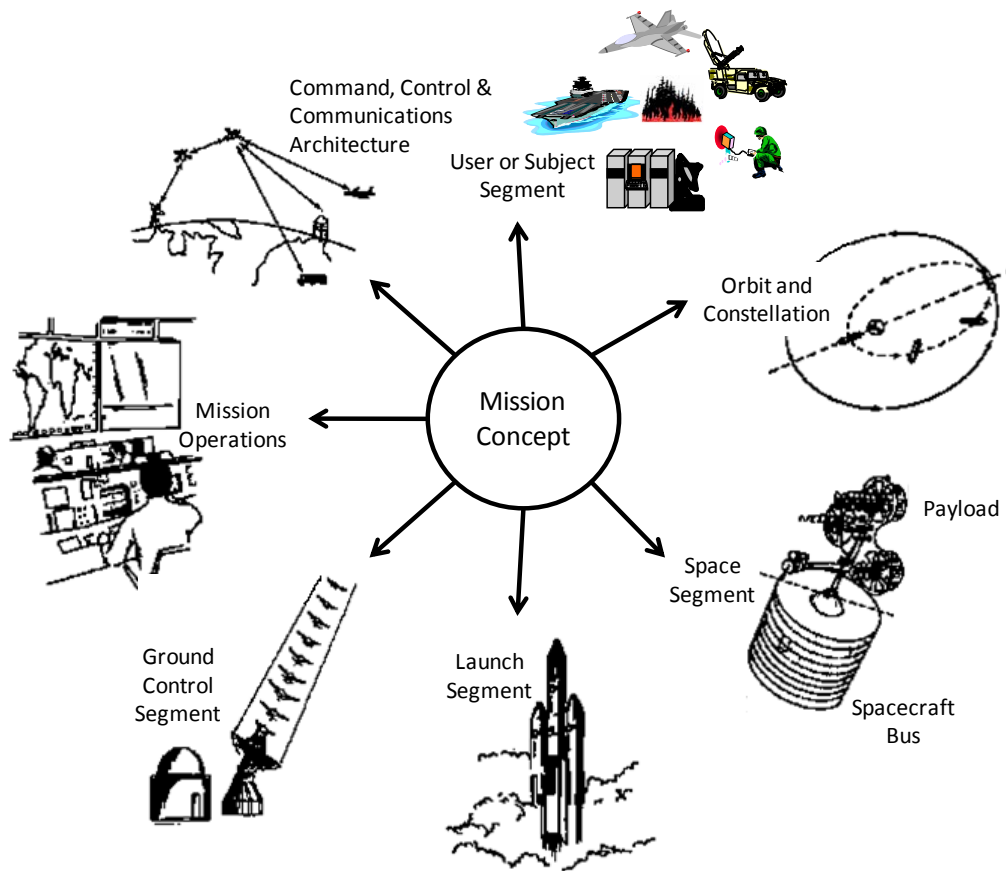 Command, Control &
Communications
Architecture
User or Subject
Segment
Orbit and
Constellation
Mission
Concept
Mission
Operations
Payload
Space
Segment
Ground
Control
Segment
Launch
Segment
Spacecraft
Bus